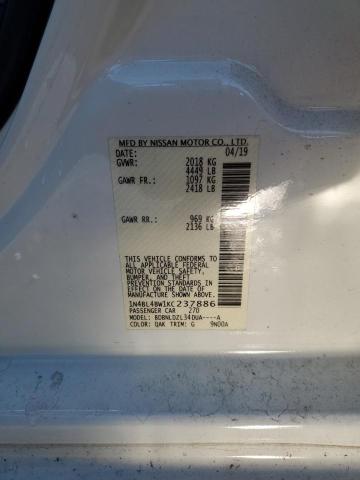 MFD BY NISSAN MOTOR CO., LTD.
DATE: 04/19
GVWR: 2018 KG
4449 LB
GAWR FR: 1097 KG
2418 LB
GAWR RR: 969 KG
2136 LB
THIS VEHICLE CONFORMS TO
ALL APPLICABLE FEDERAL
MOTOR VEHICLE SAFETY,
BUMPER, AND THEFT
PREVENTION STANDARDS
IN EFFECT ON THE DATE OF
MANUFACTURE SHOWN ABOVE.
1N4BL4BW1KC237886
PASSENGER CAR 270
MODEL: BDBNLDZL34DUA----A
COLOR: QAK TRIM: G 9N00A